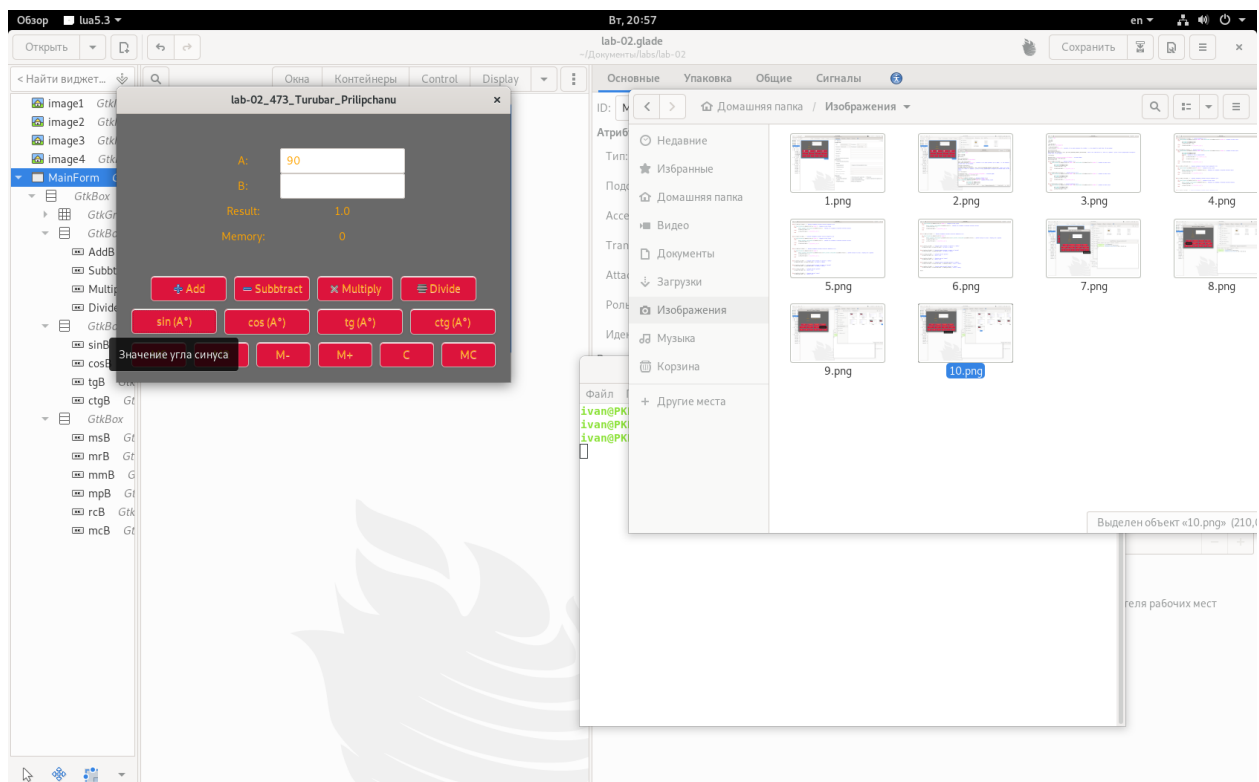 Обзор lua5.3 Вт, 20:57 en
Открыть lab-02.glade Сохранить
~/Документы/labs/lab-02
< Найти виджет... Окна Контейнеры Control Display Основные Упаковка Общие Сигналы
image1
image2
image3
image4
MainForm
GtkBox
AddB
Subbt
Multip
Divide
sinB
cosB
tgB
ctgB
GtkBox
msB
mrB
mmB
mpB
rcB
mcB
lab-02_473_Turubar_Prilipchanu
A: 90
B:
Result: 1.0
Memory: 0
Add Subbtract Multiply Divide
sin (A°) cos (A°) tg (A°) ctg (A°)
Значение угла синуса M- M+ C MC
ID:
Тип:
Домашняя папка / Изображения
Недавние
Избранные
Домашняя папка
Видео
Документы
Загрузки
Изображения
Музыка
Корзина
Другие места
1.png 2.png 3.png 4.png
5.png 6.png 7.png 8.png
9.png 10.png
Выделен объект «10.png» (210,
Файл
ivan@PK
ivan@PK
ivan@PK
теля рабочих мест